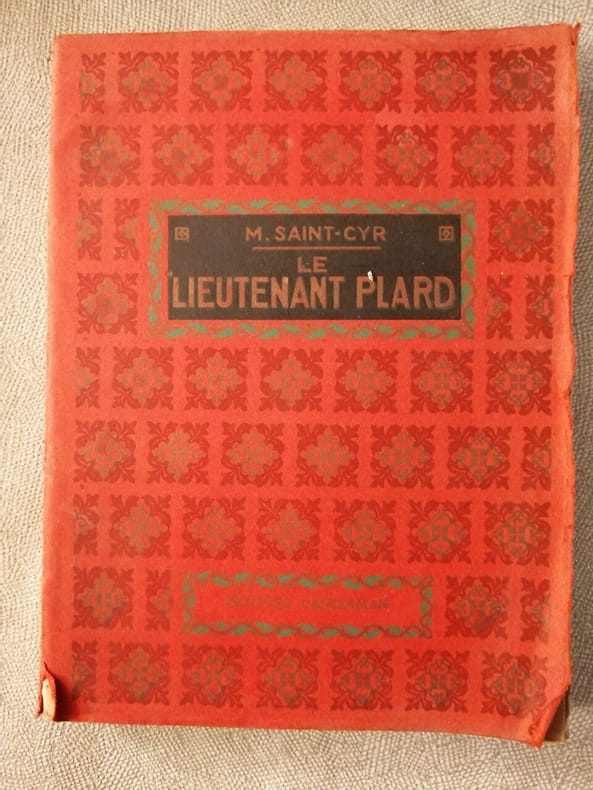 M. SAINT-CYR
LE
LIEUTENANT PLARD
EDITIONS CASTERMAN